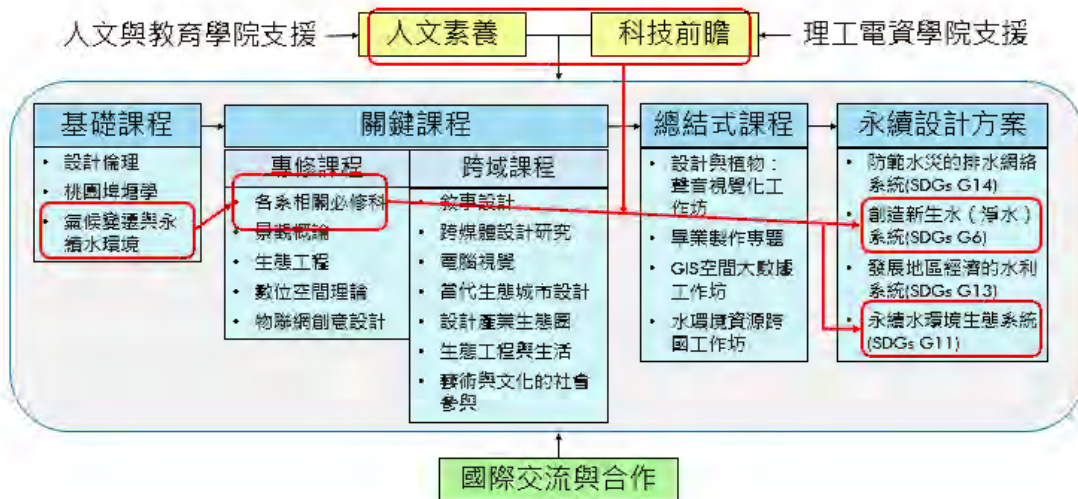 人文與教育學院支援
人文素養
科技前瞻
理工電資學院支援
基礎課程
設計倫理
桃園埤塘學
氣候變遷與永
續水環境
關鍵課程
專修課程
各系相關必修科
景觀概論
生態工程
數位空間理論
物聯網創意設計
跨域課程
敘事設計
跨媒體設計研究
電腦視覺
當代生態城市設計
設計產業生態圈
生態工程與生活
藝術與文化的社會
參與
總結式課程
設計與植物：
聲音視覺化工
作坊
畢業製作專題
GIS空間大數據
工作坊
水環境資源跨
國工作坊
永續設計方案
防範水災的排水網絡
系統(SDGs G14)
創造新生水（淨水）
系統(SDGs G6)
發展地區經濟的水利
系統(SDGs G13)
永續水環境生態系統
(SDGs G11)
國際交流與合作